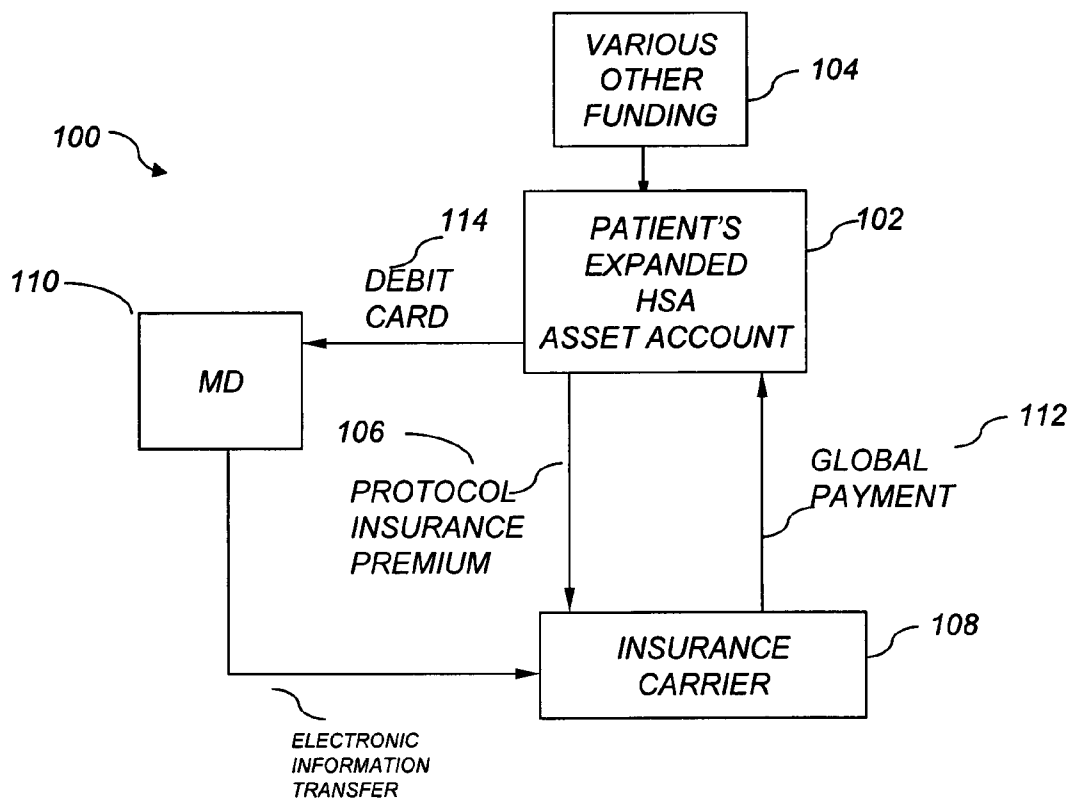 VARIOUS
OTHER
FUNDING
104
100
PATIENT'S
EXPANDED
HSA
ASSET ACCOUNT
102
114
DEBIT
CARD
110
MD
106
PROTOCOL
INSURANCE
PREMIUM
112
GLOBAL
PAYMENT
INSURANCE
CARRIER
108
ELECTRONIC
INFORMATION
TRANSFER